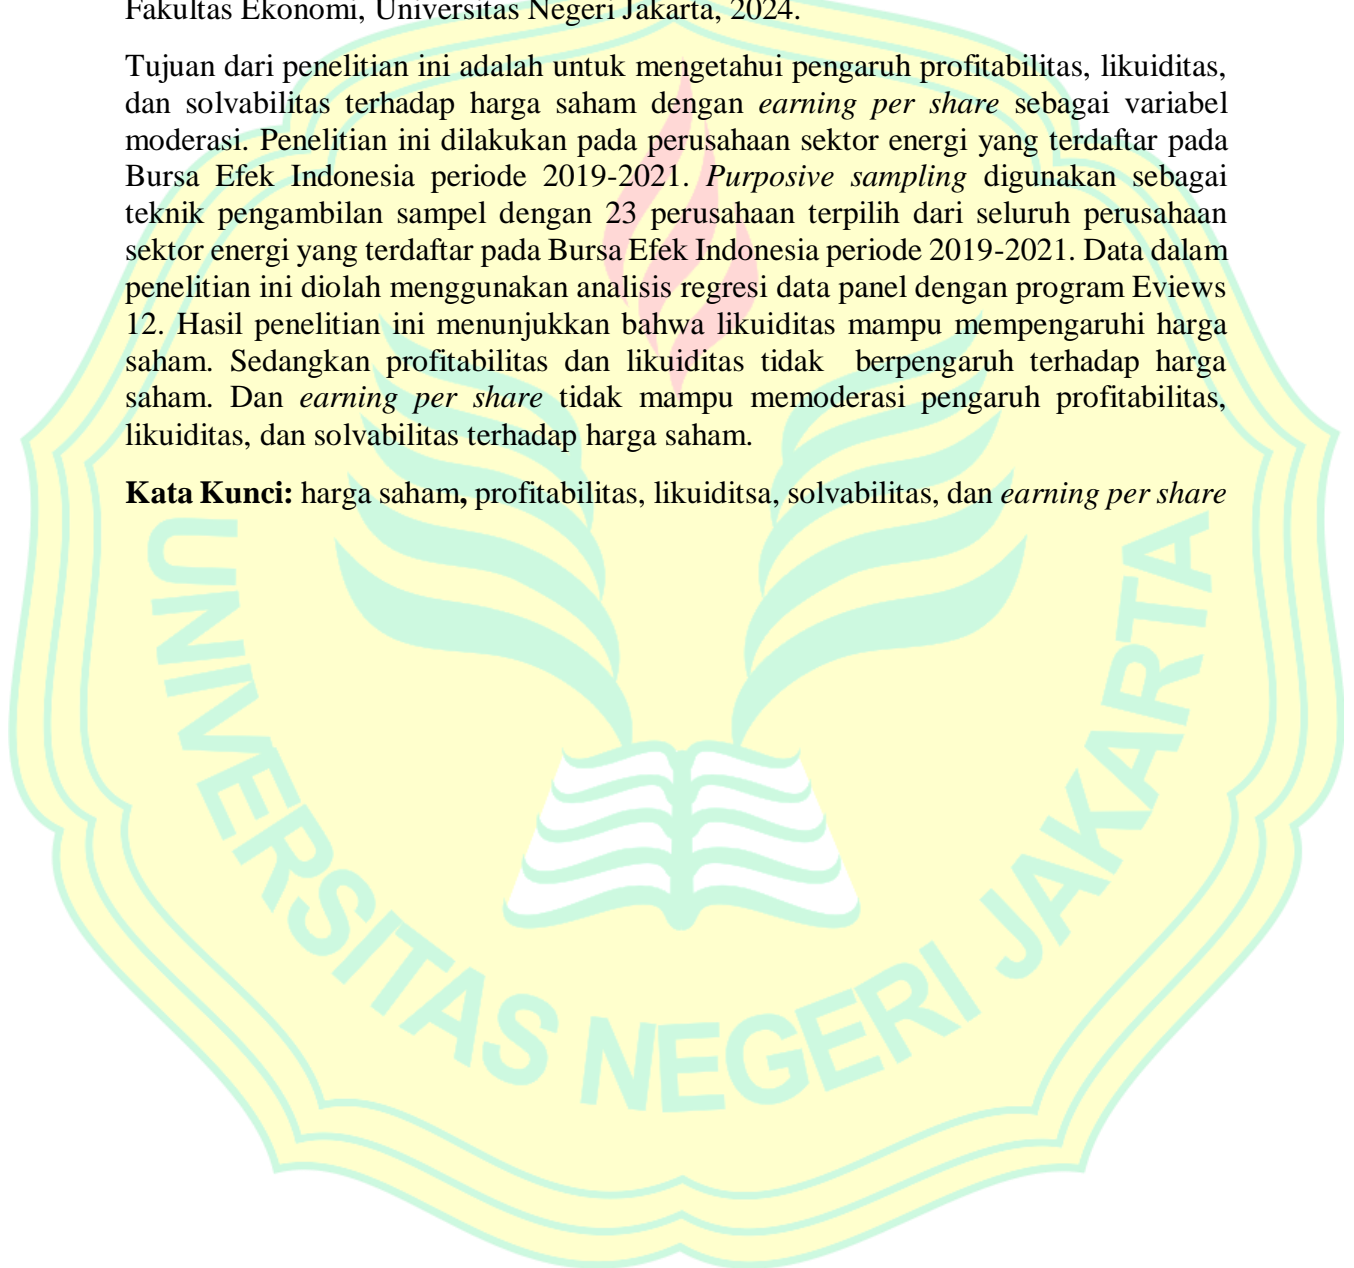 Fakultas Ekonomi, Universitas Negeri Jakarta, 2024.
Tujuan dari penelitian ini adalah untuk mengetahui pengaruh profitabilitas, likuiditas,
dan solvabilitas terhadap harga saham dengan earning per share sebagai variabel
moderasi. Penelitian ini dilakukan pada perusahaan sektor energi yang terdaftar pada
Bursa Efek Indonesia periode 2019-2021. Purposive sampling digunakan sebagai
teknik pengambilan sampel dengan 23 perusahaan terpilih dari seluruh perusahaan
sektor energi yang terdaftar pada Bursa Efek Indonesia periode 2019-2021. Data dalam
penelitian ini diolah menggunakan analisis regresi data panel dengan program Eviews
12. Hasil penelitian ini menunjukkan bahwa likuiditas mampu mempengaruhi harga
saham. Sedangkan profitabilitas dan likuiditas tidak berpengaruh terhadap harga
saham. Dan earning per share tidak mampu memoderasi pengaruh profitabilitas,
likuiditas, dan solvabilitas terhadap harga saham.
Kata Kunci: harga saham, profitabilitas, likuiditsa, solvabilitas, dan earning per share
UNIVERSITAS NEGERI JAKARTA